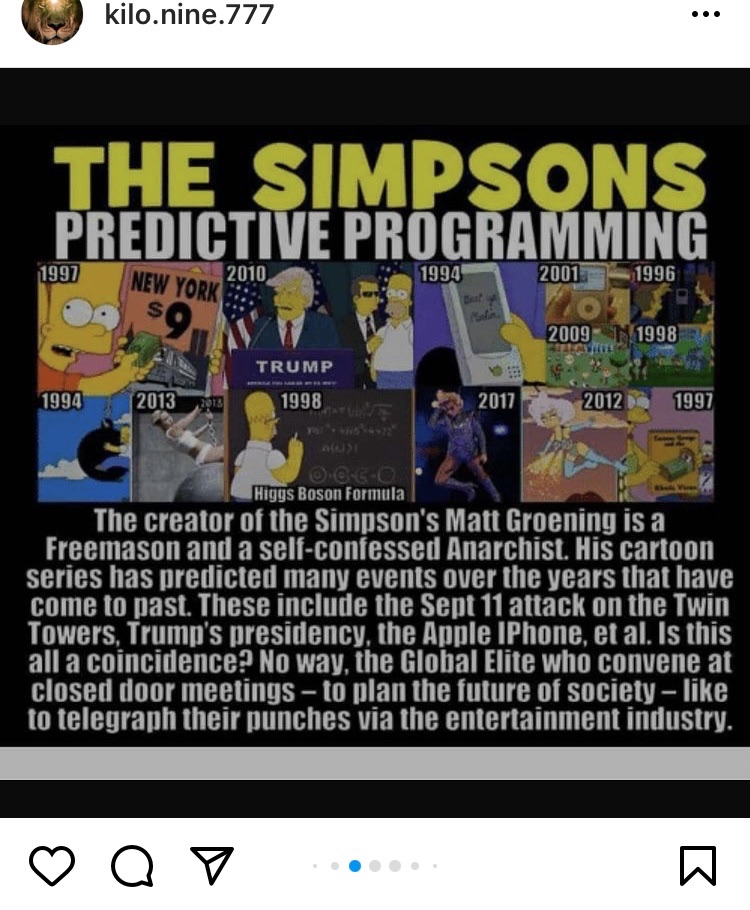 kilo.nine.777
THE SIMPSONS
PREDICTIVE PROGRAMMING
1997
NEW YORK
$9
2010
TRUMP
1994
2001
1996
2009
1998
1994
2013
2013
1998
Higgs Boson Formula
2017
2012
1997
The creator of the Simpson's Matt Groening is a
Freemason and a self-confessed Anarchist. His cartoon
series has predicted many events over the years that have
come to past. These include the Sept 11 attack on the Twin
Towers, Trump's presidency, the Apple IPhone, et al. Is this
all a coincidence? No way, the Global Elite who convene at
closed door meetings – to plan the future of society – like
to telegraph their punches via the entertainment industry.